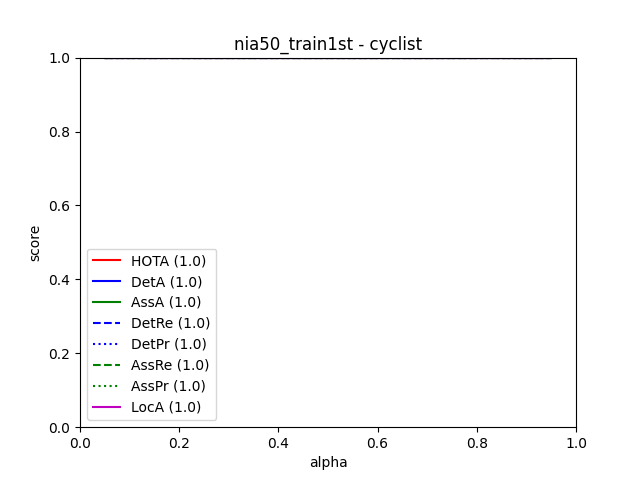 nia50_train1st - cyclist
1.0
0.8
0.6
0.4
0.2
0.0
score
HOTA (1.0)
DetA (1.0)
AssA (1.0)
DetRe (1.0)
DetPr (1.0)
AssRe (1.0)
AssPr (1.0)
LocA (1.0)
0.0 0.2 0.4 0.6 0.8 1.0
alpha